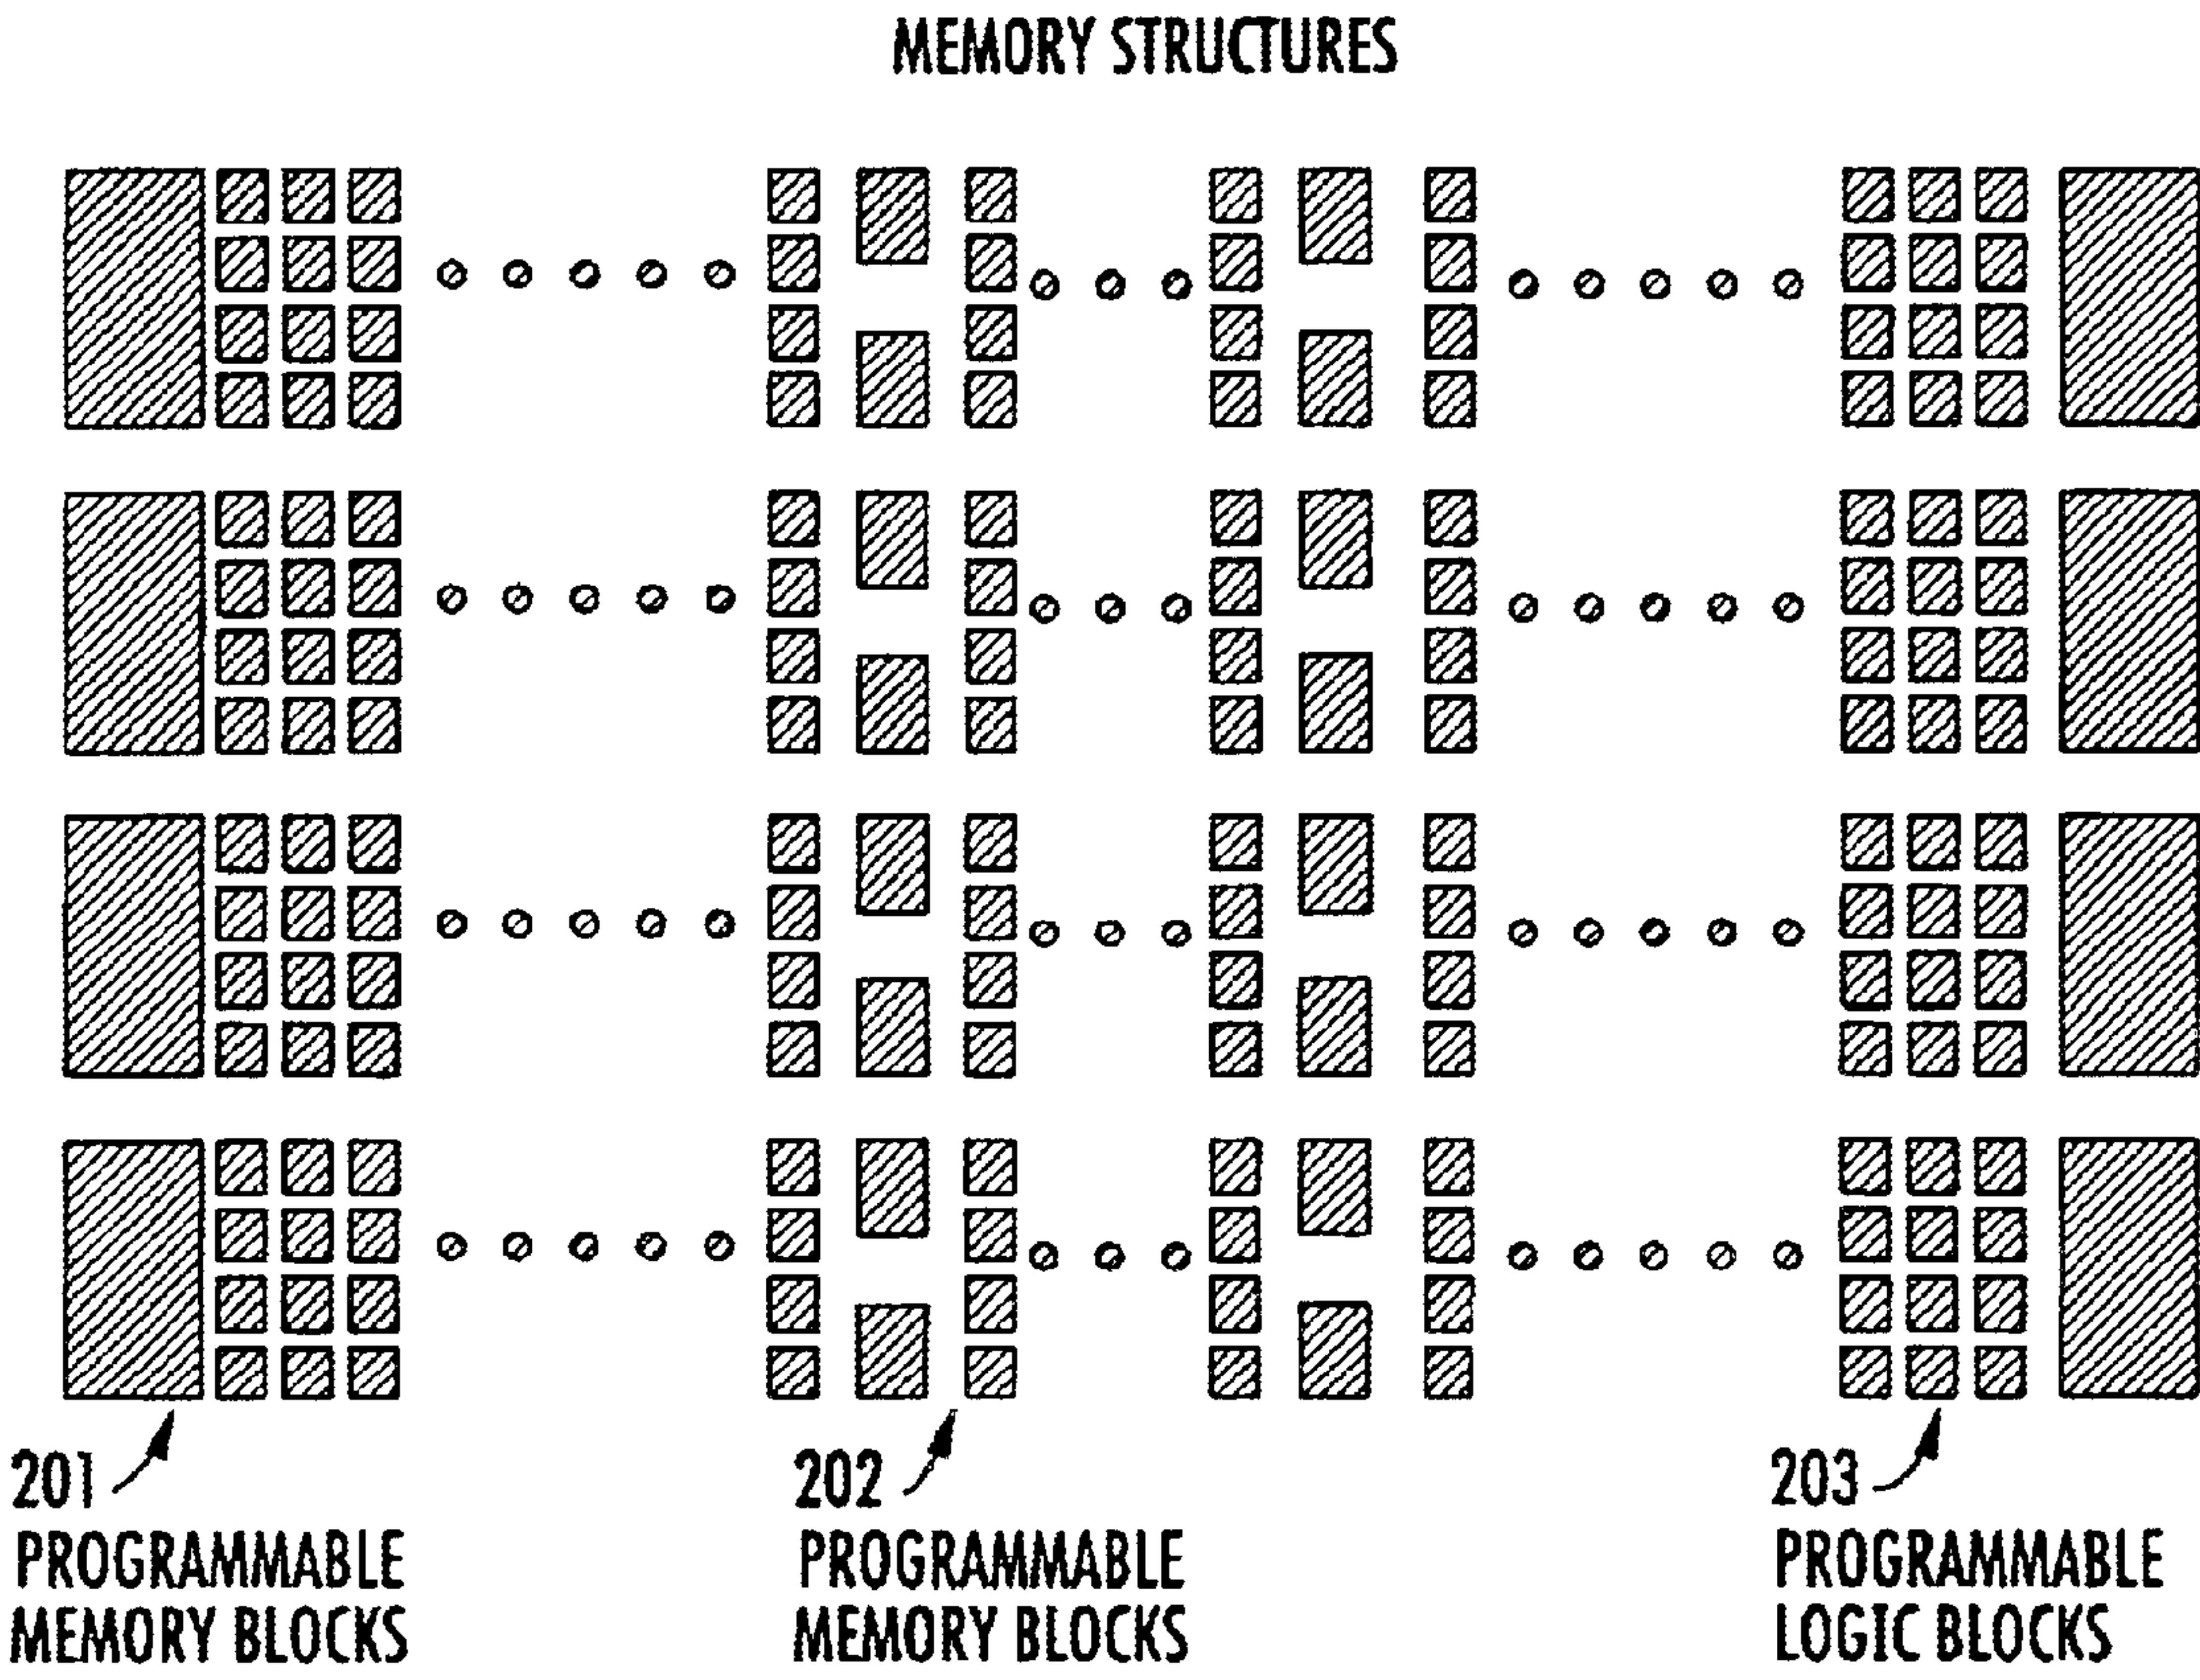 MEMORY STRUCTURES
201
PROGRAMMABLE
MEMORY BLOCKS
202
PROGRAMMABLE
MEMORY BLOCKS
203
PROGRAMMABLE
LOGIC BLOCKS